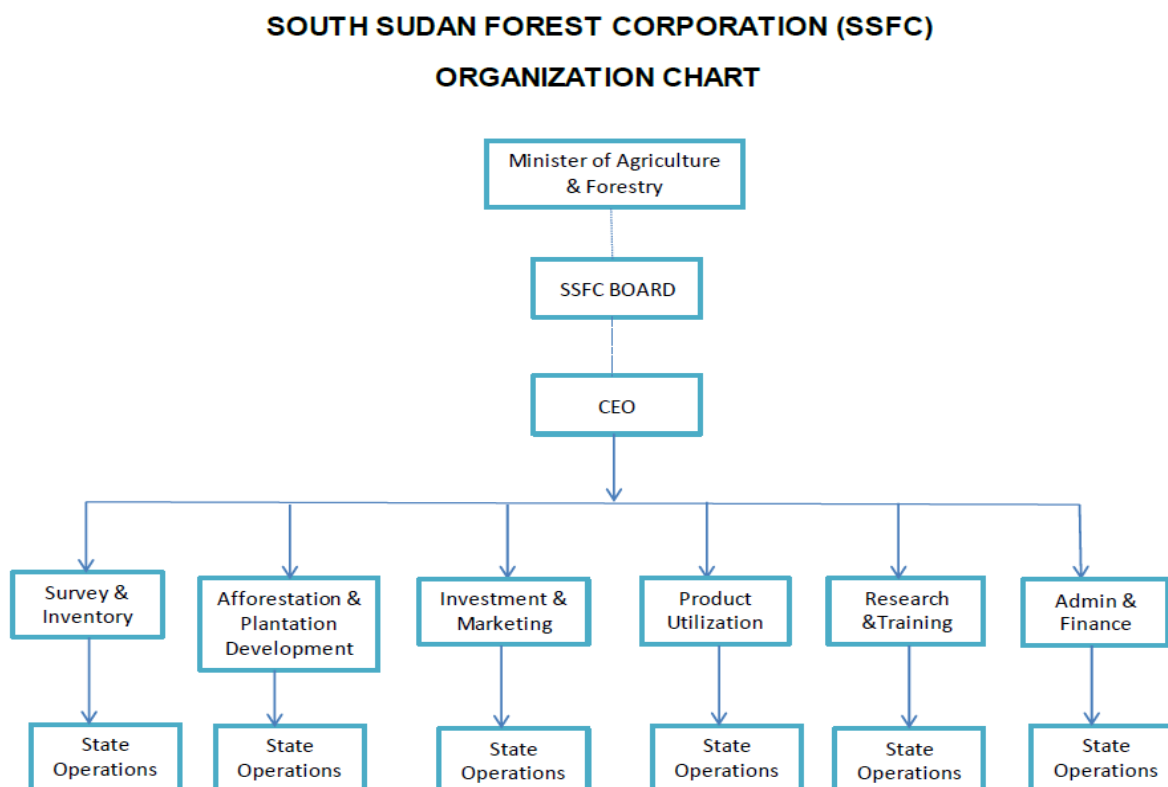 SOUTH SUDAN FOREST CORPORATION (SSFC)
ORGANIZATION CHART
Minister of Agriculture
& Forestry
SSFC BOARD
CEO
Survey &
Inventory
Afforestation &
Plantation
Development
Investment &
Marketing
Product
Utilization
Research
&Training
Admin &
Finance
State
Operations
State
Operations
State
Operations
State
Operations
State
Operations
State
Operations